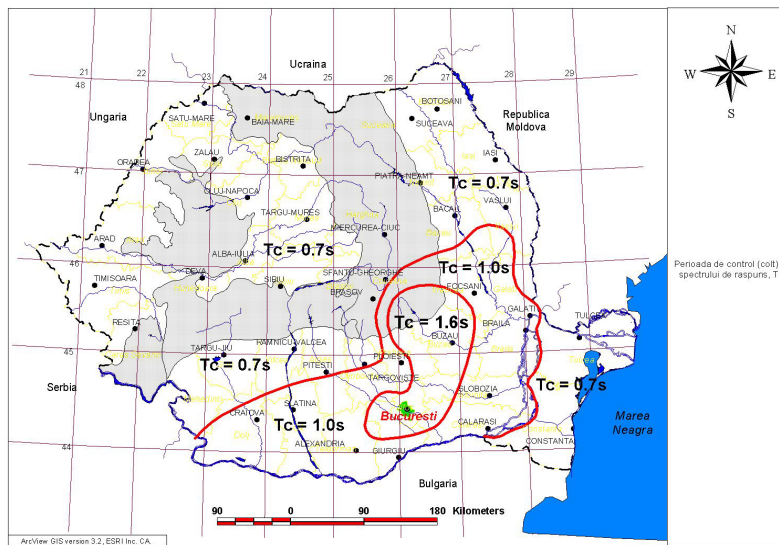 N
W E
S
Ucraina
Ungaria
Republica
Moldova
Serbia
Bulgaria
Marea
Neagra
21
22
23
24
25
26
27
28
29
48
47
46
45
44
SATU-MARE
BAIA-MARE
BOTOSANI
SUCEAVA
ZALAU
ORADEA
BISTRITA
IASI
PIATRA-NEAMT
CLUJ-NAPOCA
Tc = 0.7s
VASLUI
BACAU
TARGU-MURES
MIERCUREA-CIUC
ARAD
Tc = 0.7s
ALBA-IULIA
Tc = 1.0s
DEVA
SIBIU
SFANTU-GHEORGHE
TIMISOARA
BRASOV
FOCSANI
RESITA
Tc = 1.6s
GALATI
TULCEA
BRAILA
BUZAU
RAMNICU-VALCEA
TARGU-JIU
Tc = 0.7s
PITESTI
PLOIESTI
TARGOVISTE
Tc = 0.7s
SLOBOZIA
SLATINA
Bucuresti
CRAIOVA
Tc = 1.0s
CALARASI
ALEXANDRIA
CONSTANTA
GIURGIU
Perioada de control (colt)
spectrului de raspuns, T
90 0 90 180 Kilometers
ArcView GIS version 3.2, ESRI Inc. CA.